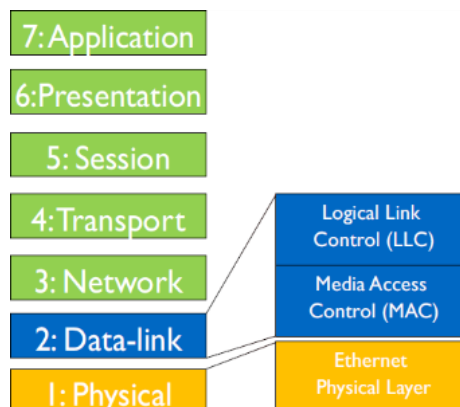 7: Application
6:Presentation
5: Session
4: Transport
3: Network
2: Data-link
1: Physical
Logical Link
Control (LLC)
Media Access
Control (MAC)
Ethernet
Physical Layer